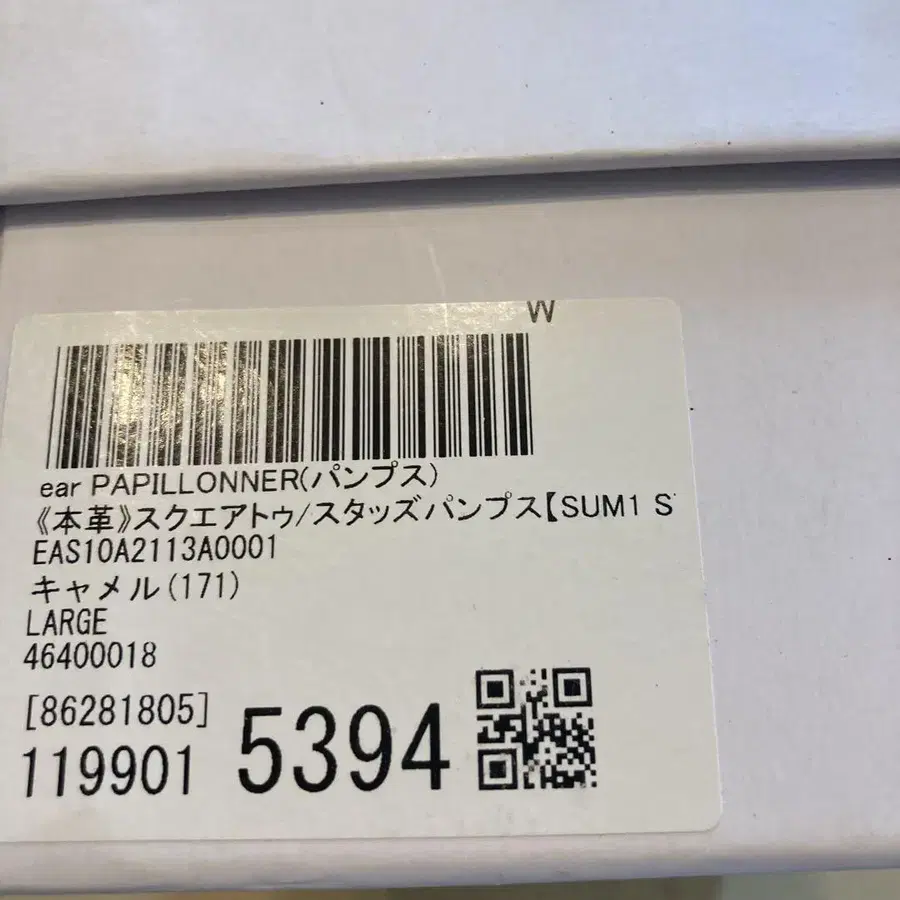 W
ear PAPILLONNER(パンプス)
《本革》スクエアトゥ/スタッズパンプス【SUM1 S
EAS10A2113A0001
キャメル(171)
LARGE
46400018
[86281805]
119901 5394